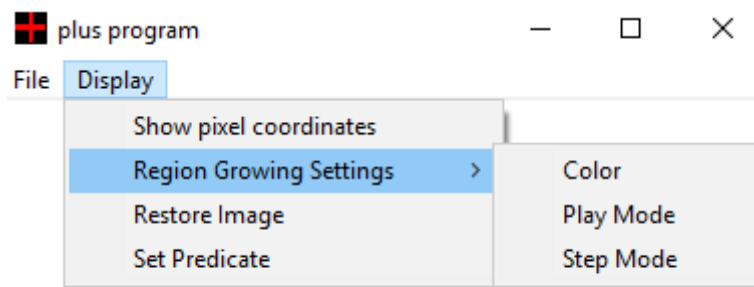 plus program
File Display
Show pixel coordinates
Region Growing Settings
Color
Restore Image
Play Mode
Set Predicate
Step Mode